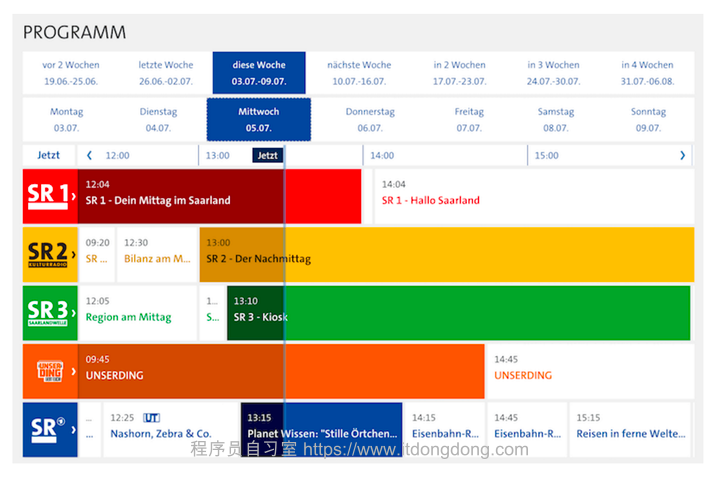 PROGRAMM
vor 2 Wochen letzte Woche diese Woche nächste Woche in 2 Wochen in 3 Wochen in 4 Wochen
19.06.-25.06. 26.06.-02.07. 03.07.-09.07. 10.07.-16.07. 17.07.-23.07. 24.07.-30.07. 31.07.-06.08.
Montag Dienstag Mittwoch Donnerstag Freitag Samstag Sonntag
03.07. 04.07. 05.07. 06.07. 07.07. 08.07. 09.07.
Jetzt 12:00 13:00 Jetzt 14:00 15:00
SR 1
12:04 14:04
SR 1 - Dein Mittag im Saarland SR 1 - Hallo Saarland
SR 2
KULTURRADIO
09:20 12:30 13:00
SR ... Bilanz am M... SR 2 - Der Nachmittag
SR 3
SAARLANDWELLE
12:05 1... 13:10
Region am Mittag S... SR 3 - Kiosk
UNSER
DING
09:45 14:45
UNSERDING UNSERDING
SR
... 12:25 UT 13:15 14:15 14:45 15:15
... Nashorn, Zebra & Co. Planet Wissen: "Stille Örtchen... Eisenbahn-R... Eisenbahn-R... Reisen in ferne Welte...
程序员自习室 https://www.itdongdong.com